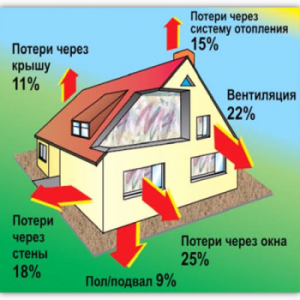 Потери через
систему отопления
15%
Потери через
крышу
11%
Вентиляция
22%
Потери
через
стены
18%
Потери через окна
25%
Пол/подвал 9%